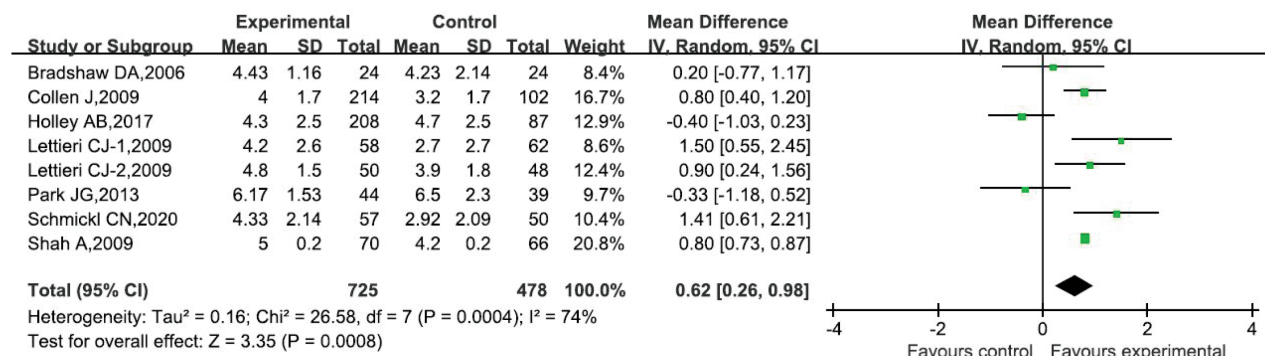 Experimental Control Mean Difference Mean Difference
Study or Subgroup Mean SD Total Mean SD Total Weight IV. Random. 95% CI IV. Random. 95% CI
Bradshaw DA,2006 4.43 1.16 24 4.23 2.14 24 8.4% 0.20 [-0.77, 1.17]
Collen J,2009 4 1.7 214 3.2 1.7 102 16.7% 0.80 [0.40, 1.20]
Holley AB,2017 4.3 2.5 208 4.7 2.5 87 12.9% -0.40 [-1.03, 0.23]
Lettieri CJ-1,2009 4.2 2.6 58 2.7 2.7 62 8.6% 1.50 [0.55, 2.45]
Lettieri CJ-2,2009 4.8 1.5 50 3.9 1.8 48 12.4% 0.90 [0.24, 1.56]
Park JG,2013 6.17 1.53 44 6.5 2.3 39 9.7% -0.33 [-1.18, 0.52]
Schmickl CN,2020 4.33 2.14 57 2.92 2.09 50 10.4% 1.41 [0.61, 2.21]
Shah A,2009 5 0.2 70 4.2 0.2 66 20.8% 0.80 [0.73, 0.87]
Total (95% CI) 725 478 100.0% 0.62 [0.26, 0.98]
Heterogeneity: Tau² = 0.16; Chi² = 26.58, df = 7 (P = 0.0004); I² = 74%
Test for overall effect: Z = 3.35 (P = 0.0008)
-4 -2 0 2 4
Favours control Favours experimental